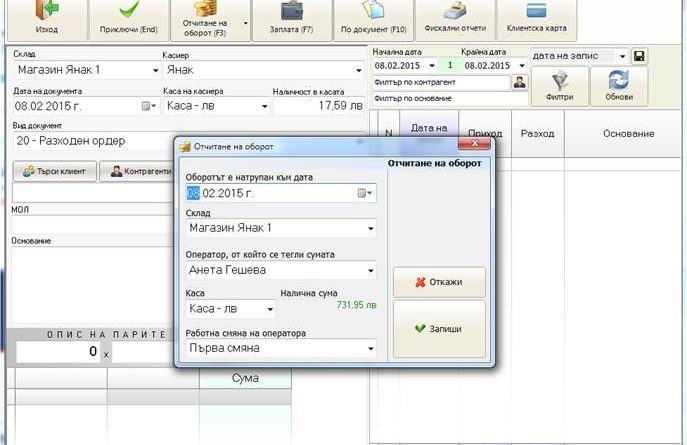 Изход
Приключи (End)
Отчитане на
оборот (F3)
Заплата (F7)
По документ (F10)
Фискални отчети
Клиентска карта
Склад
Касиер
Магазин Янак 1
Янак
Дата на документа
Каса на касиера
Наличност в касата
08.02.2015 г.
Каса - лв
17,59 лв
Вид документ
20 - Разходен ордер
Търси клиент
Контрагенти
МОЛ
Основание
ОПИС НА ПАРИТЕ
0 x
Сума
Начална дата
Крайна дата
дата на запис
08.02.2015
1
08.02.2015
Филтър по контрагент
Филтър по основание
Филтри
Обнови
N
Дата на
Приход
Разход
Основание
Отчитане на оборот
Отчитане на оборот
Оборотът е натрупан към дата
08.02.2015 г.
Склад
Магазин Янак 1
Оператор, от който се тегли сумата
Анета Гешева
Каса
Налична сума
Каса - лв
731,95 лв
Работна смяна на оператора
Първа смяна
Откажи
Запиши